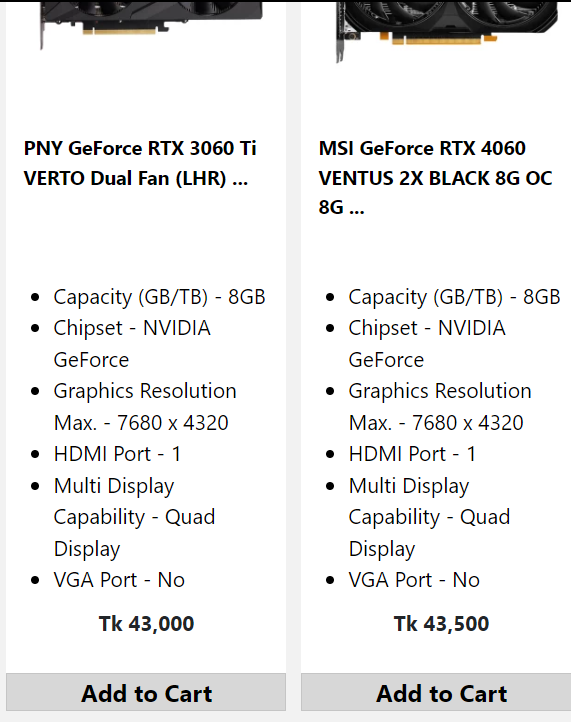 PNY GeForce RTX 3060 Ti
VERTO Dual Fan (LHR) ...
• Capacity (GB/TB) - 8GB
• Chipset - NVIDIA
GeForce
• Graphics Resolution
Max. - 7680 x 4320
• HDMI Port - 1
• Multi Display
Capability - Quad
Display
• VGA Port - No
Tk 43,000
Add to Cart
MSI GeForce RTX 4060
VENTUS 2X BLACK 8G OC
8G ...
• Capacity (GB/TB) - 8GB
• Chipset - NVIDIA
GeForce
• Graphics Resolution
Max. - 7680 x 4320
• HDMI Port - 1
• Multi Display
Capability - Quad
Display
• VGA Port - No
Tk 43,500
Add to Cart